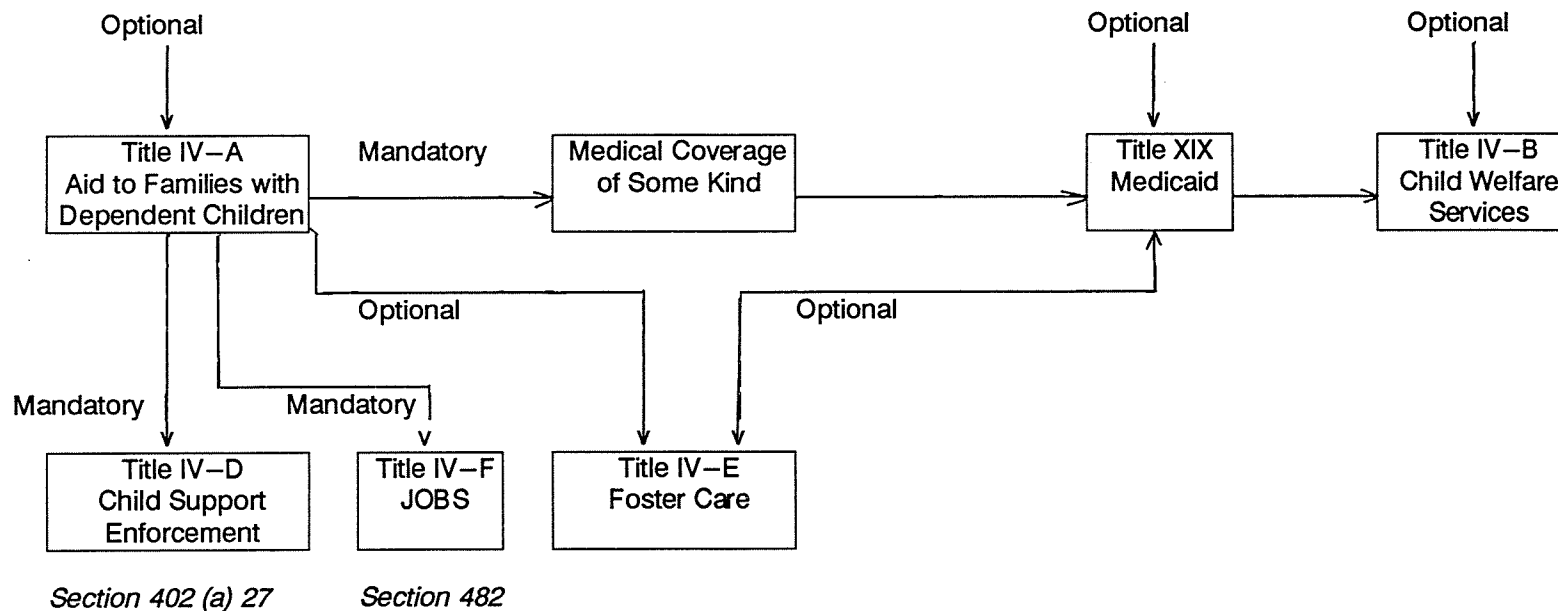 Optional
Optional
Optional
Title IV–A
Aid to Families with
Dependent Children
Mandatory
Medical Coverage
of Some Kind
Title XIX
Medicaid
Title IV–B
Child Welfare
Services
Optional
Optional
Mandatory
Mandatory
Title IV–D
Child Support
Enforcement
Title IV–F
JOBS
Title IV–E
Foster Care
Section 402 (a) 27
Section 482